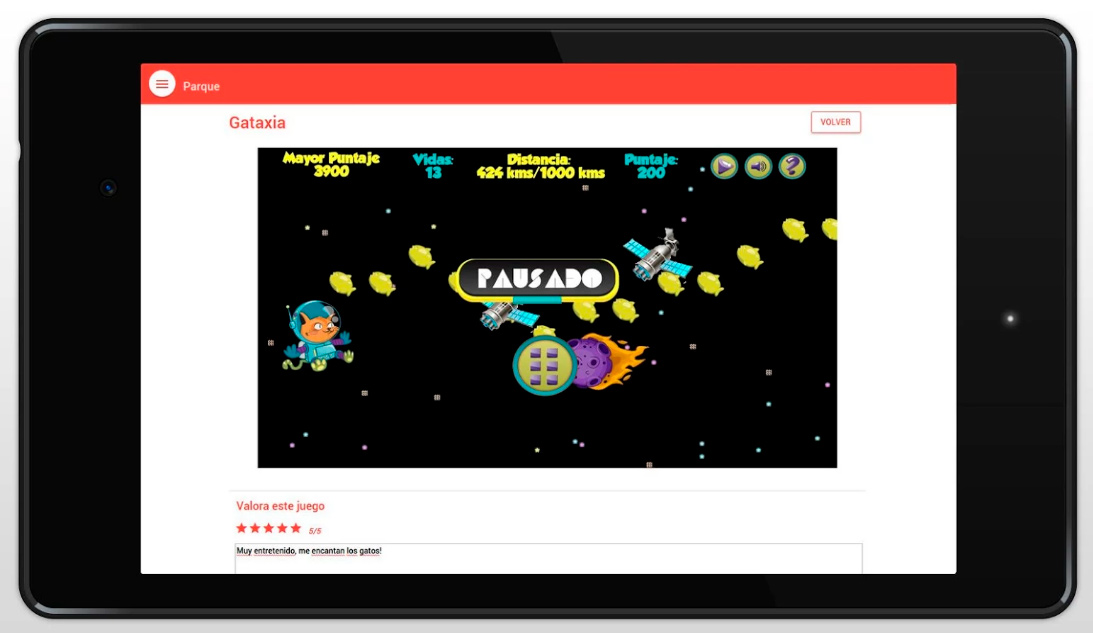 Parque
Gataxia
VOLVER
Mayor Puntaje
3900
Vidas:
13
Distancia:
424 kms/1000 kms
Puntaje:
200
?
PAUSADO
Valora este juego
5/5
Muy entretenido, me encantan los gatos!